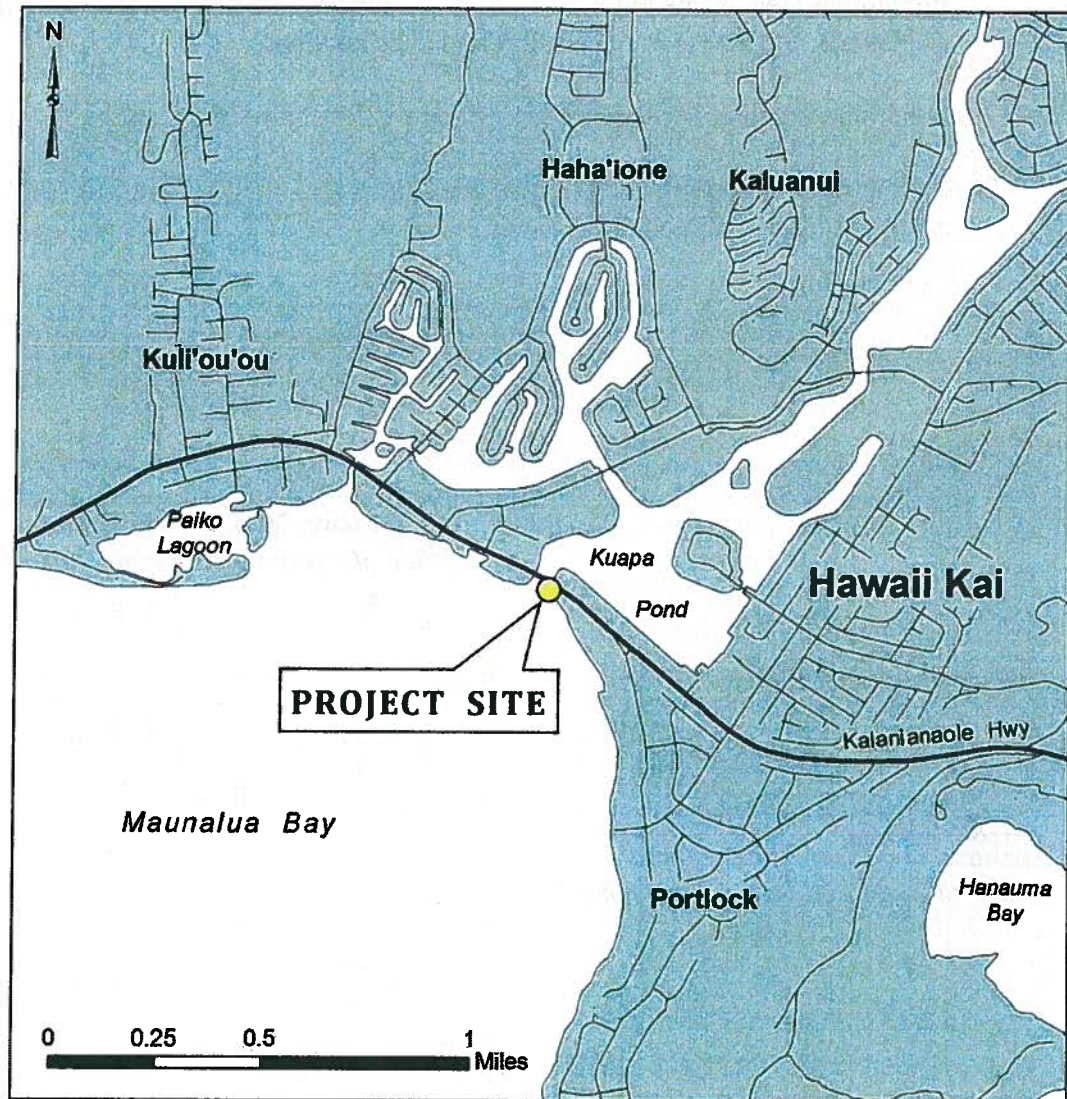 N
Haha'ione
Kaluanui
Kuli'ou'ou
Paiko
Lagoon
Kuapa
Pond
Hawaii Kai
PROJECT SITE
Kalanianaole Hwy
Maunalua Bay
Portlock
Hanauma
Bay
0 0.25 0.5 1
Miles